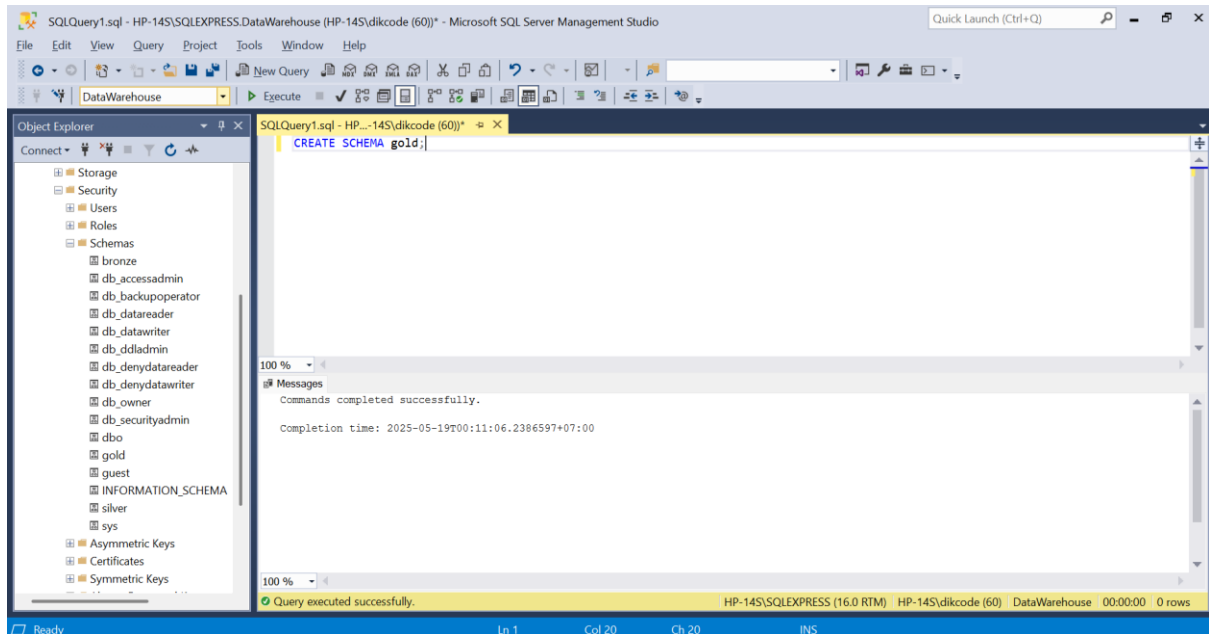 SQLQuery1.sql - HP-14S\SQLEXPRESS.DataWarehouse (HP-14S\dikcode (60))* - Microsoft SQL Server Management Studio
Quick Launch (Ctrl+Q)
File Edit View Query Project Tools Window Help
New Query
DataWarehouse
Execute
Object Explorer
SQLQuery1.sql - HP...-14S\dikcode (60))*
Connect
CREATE SCHEMA gold;
Storage
Security
Users
Roles
Schemas
bronze
db_accessadmin
db_backupoperator
db_datareader
db_datawriter
db_ddladmin
db_denydatareader
db_denydatawriter
db_owner
db_securityadmin
dbo
gold
guest
INFORMATION_SCHEMA
silver
sys
Asymmetric Keys
Certificates
Symmetric Keys
100 %
Messages
Commands completed successfully.
Completion time: 2025-05-19T00:11:06.2386597+07:00
100 %
Query executed successfully.
HP-14S\SQLEXPRESS (16.0 RTM) HP-14S\dikcode (60) DataWarehouse 00:00:00 0 rows
Ready Ln 1 Col 20 Ch 20 INS